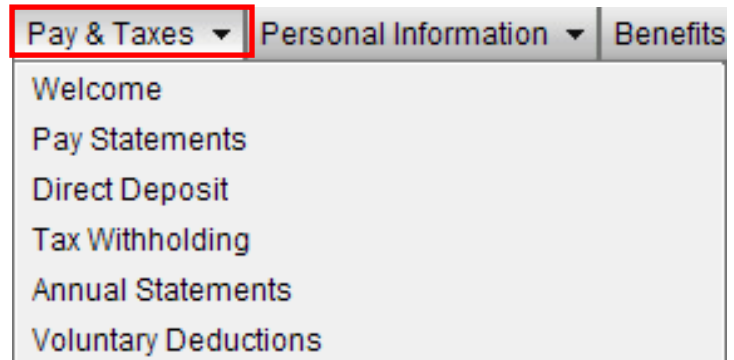 Pay & Taxes Personal Information Benefits
Welcome
Pay Statements
Direct Deposit
Tax Withholding
Annual Statements
Voluntary Deductions